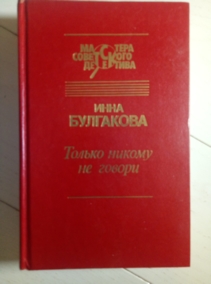 МАСТЕРА
СОВЕТСКОГО
ДЕТЕКТИВА
ИННА
БУЛГАКОВА
Только никому
не говори